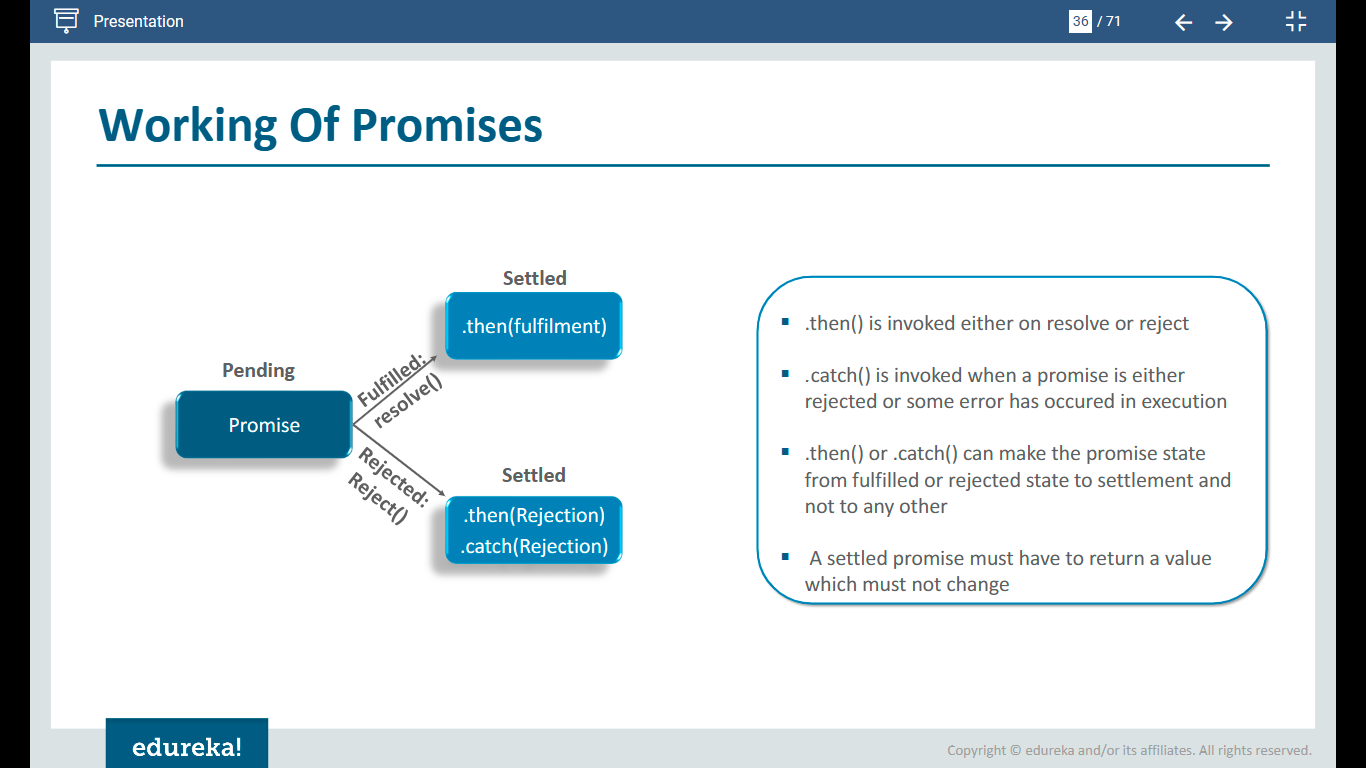 Presentation
36 / 71
Working Of Promises
Settled
.then(fulfilment)
Pending
Promise
Fulfilled:
resolve()
Rejected:
Reject()
Settled
.then(Rejection)
.catch(Rejection)
.then() is invoked either on resolve or reject
.catch() is invoked when a promise is either
rejected or some error has occured in execution
.then() or .catch() can make the promise state
from fulfilled or rejected state to settlement and
not to any other
A settled promise must have to return a value
which must not change
edureka!
Copyright © edureka and/or its affiliates. All rights reserved.